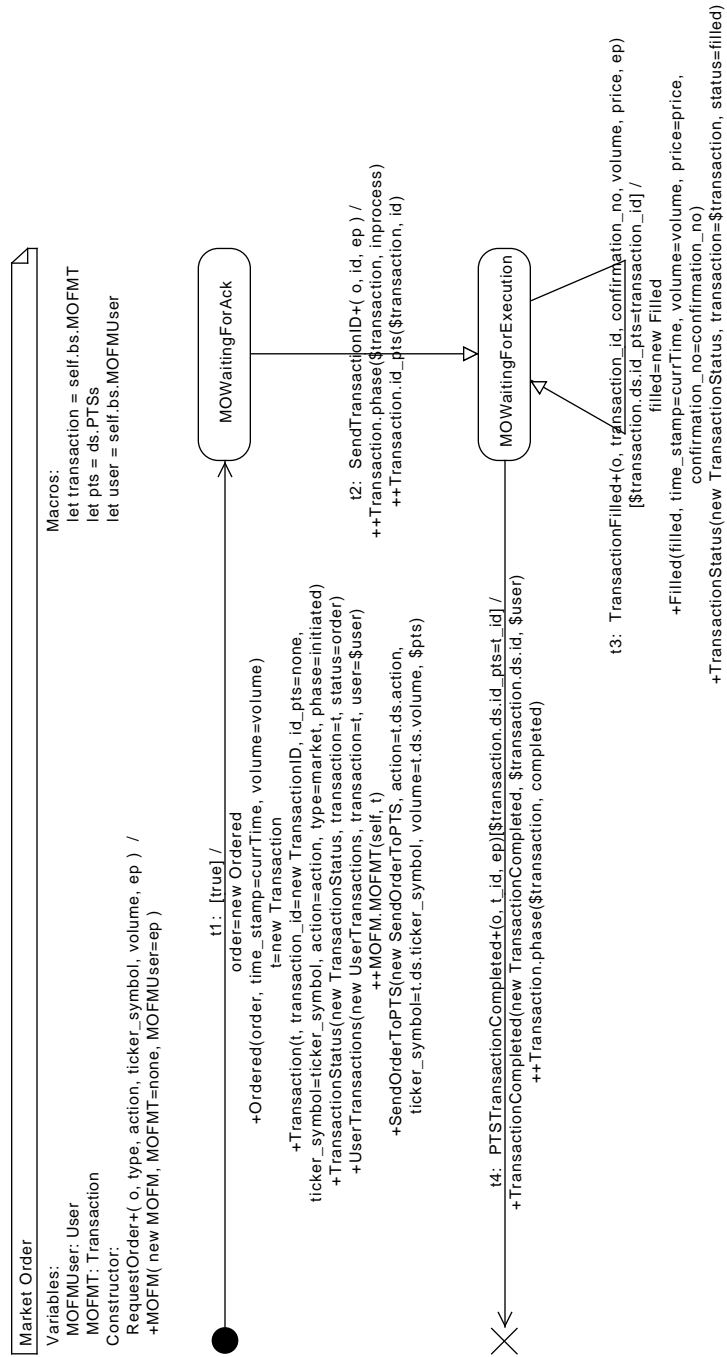 Market Order
Variables:
MOFMUser: User
MOFMT: Transaction
Constructor:
RequestOrder+( o, type, action, ticker_symbol, volume, ep ) /
+MOFM( new MOFM, MOFMT=none, MOFMUser=ep )
Macros:
let transaction = self.bs.MOFMT
let pts = ds.PTSs
let user = self.bs.MOFMUser
t1: [true] /
order=new Ordered
+Ordered(order, time_stamp=currTime, volume=volume)
t=new Transaction
+Transaction(t, transaction_id=new TransactionID, id_pts=none,
ticker_symbol=ticker_symbol, action=action, type=market, phase=initiated)
+TransactionStatus(new TransactionStatus, transaction=t, status=order)
+UserTransactions(new UserTransactions, transaction=t, user=$user)
++MOFM.MOFMT(self, t)
+SendOrderToPTS(new SendOrderToPTS, action=t.ds.action,
ticker_symbol=t.ds.ticker_symbol, volume=t.ds.volume, $pts)
MOWaitingForAck
t2: SendTransactionID+( o, id, ep ) /
++Transaction.phase($transaction, inprocess)
++Transaction.id_pts($transaction, id)
t4: PTSTransactionCompleted+(o, t_id, ep)[$transaction.ds.id_pts=t_id] /
+TransactionCompleted(new TransactionCompleted, $transaction.ds.id, $user)
++Transaction.phase($transaction, completed)
MOWaitingForExecution
t3: TransactionFilled+(o, transaction_id, confirmation_no, volume, price, ep)
[$transaction.ds.id_pts=transaction_id] /
filled=new Filled
+Filled(filled, time_stamp=currTime, volume=volume, price=price,
confirmation_no=confirmation_no)
+TransactionStatus(new TransactionStatus, transaction=$transaction, status=filled)